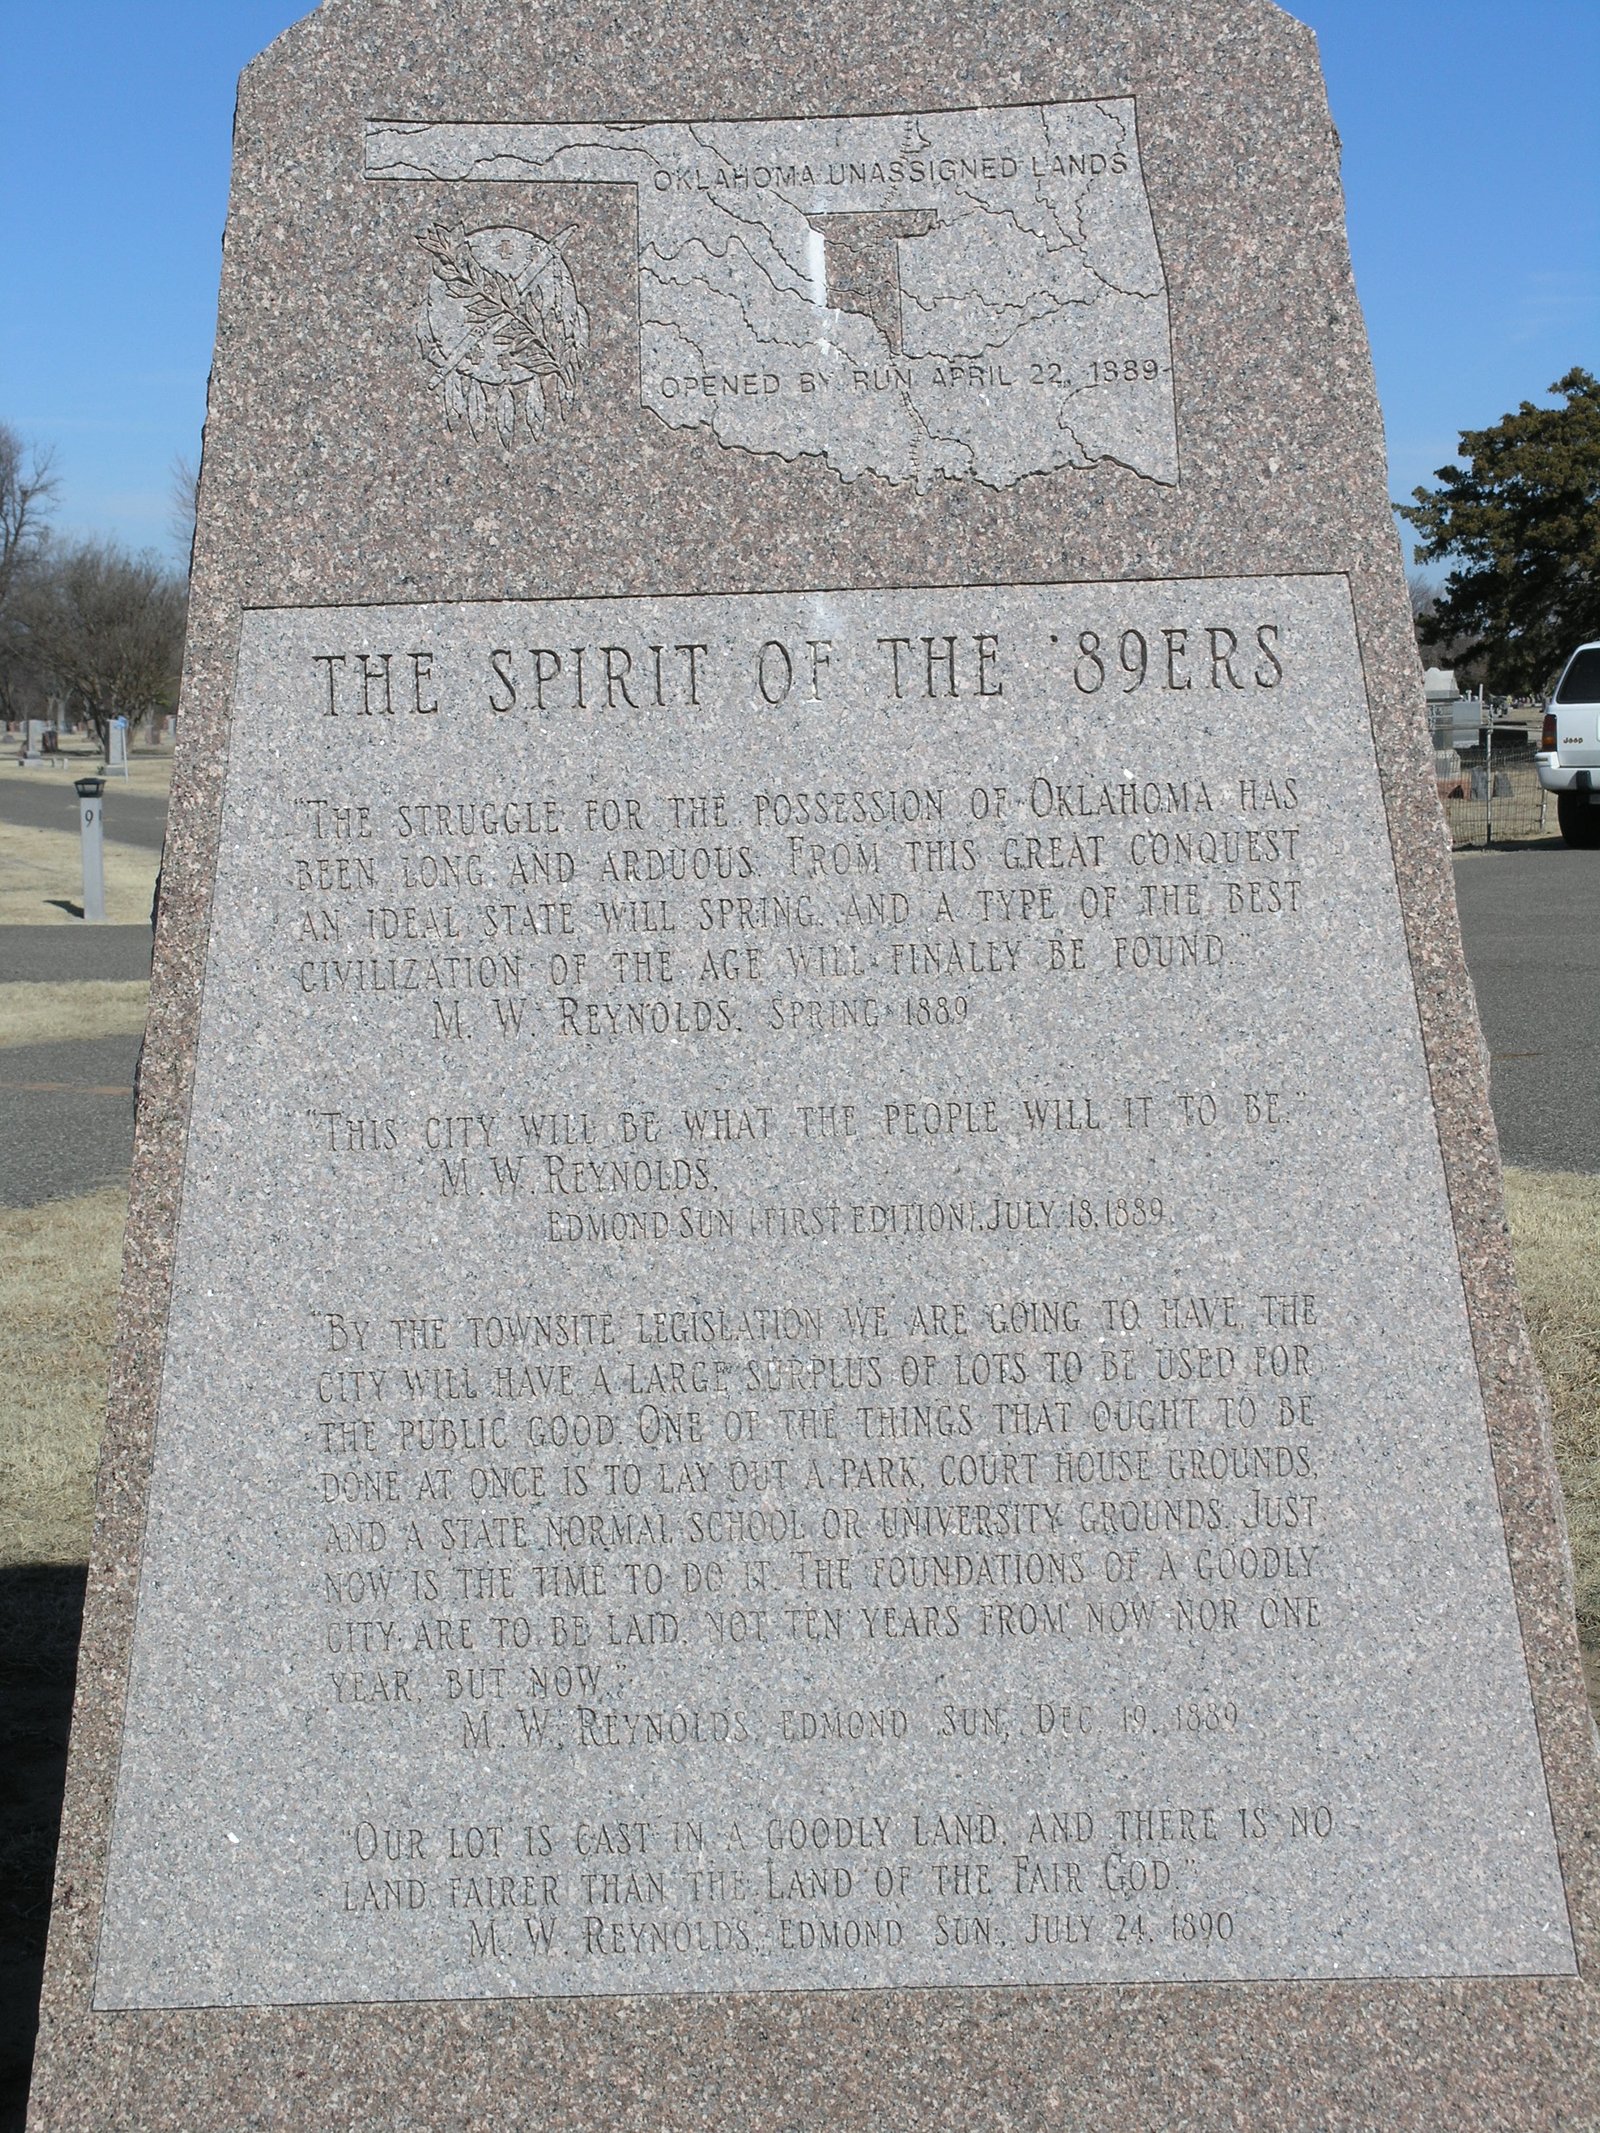 OKLAHOMA UNASSIGNED LANDS
OPENED BY RUN APRIL 22, 1889
THE SPIRIT OF THE '89ERS
"THE STRUGGLE FOR THE POSSESSION OF OKLAHOMA HAS
BEEN LONG AND ARDUOUS. FROM THIS GREAT CONQUEST
AN IDEAL STATE WILL SPRING, AND A TYPE OF THE BEST
CIVILIZATION OF THE AGE WILL FINALLY BE FOUND."
M. W. REYNOLDS, SPRING 1889
"THIS CITY WILL BE WHAT THE PEOPLE WILL IT TO BE."
M. W. REYNOLDS,
EDMOND SUN (FIRST EDITION), JULY 18, 1889
"BY THE TOWNSITE LEGISLATION WE ARE GOING TO HAVE, THE
CITY WILL HAVE A LARGE SURPLUS OF LOTS TO BE USED FOR
THE PUBLIC GOOD. ONE OF THE THINGS THAT OUGHT TO BE
DONE AT ONCE IS TO LAY OUT A PARK, COURT HOUSE GROUNDS,
AND A STATE NORMAL SCHOOL OR UNIVERSITY GROUNDS. JUST
NOW IS THE TIME TO DO IT. THE FOUNDATIONS OF A GOODLY
CITY ARE TO BE LAID, NOT TEN YEARS FROM NOW NOR ONE
YEAR, BUT NOW."
M. W. REYNOLDS, EDMOND SUN, DEC. 19, 1889
"OUR LOT IS CAST IN A GOODLY LAND, AND THERE IS NO
LAND FAIRER THAN THE LAND OF THE FAIR GOD."
M. W. REYNOLDS, EDMOND SUN, JULY 24, 1890
9
Jeep